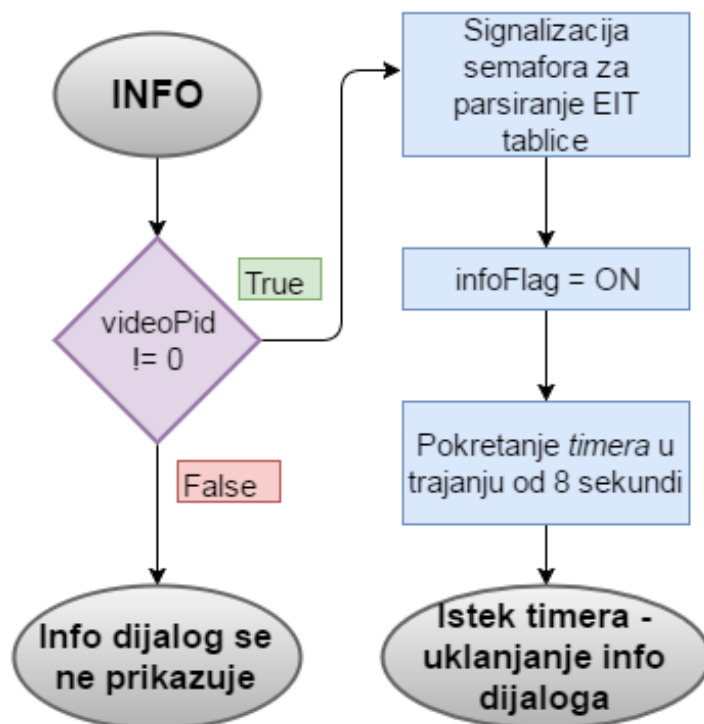 INFO
videoPid
!= 0
True
False
Info dijalog se
ne prikazuje
Signalizacija
semafora za
parsiranje EIT
tablice
infoFlag = ON
Pokretanje timera u
trajanju od 8 sekundi
Istek timera -
uklanjanje info
dijaloga